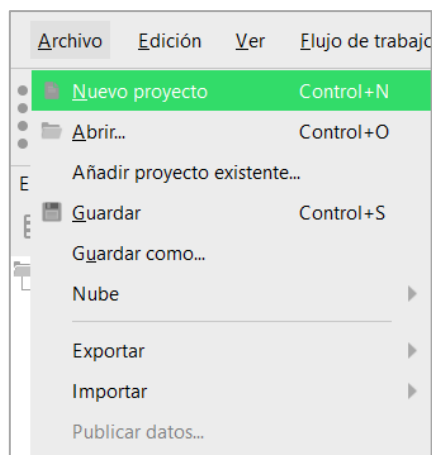 Archivo Edición Ver Flujo de trabajo
Nuevo proyecto Control+N
Abrir... Control+O
Añadir proyecto existente...
E
Guardar Control+S
Guardar como...
Nube
Exportar
Importar
Publicar datos...